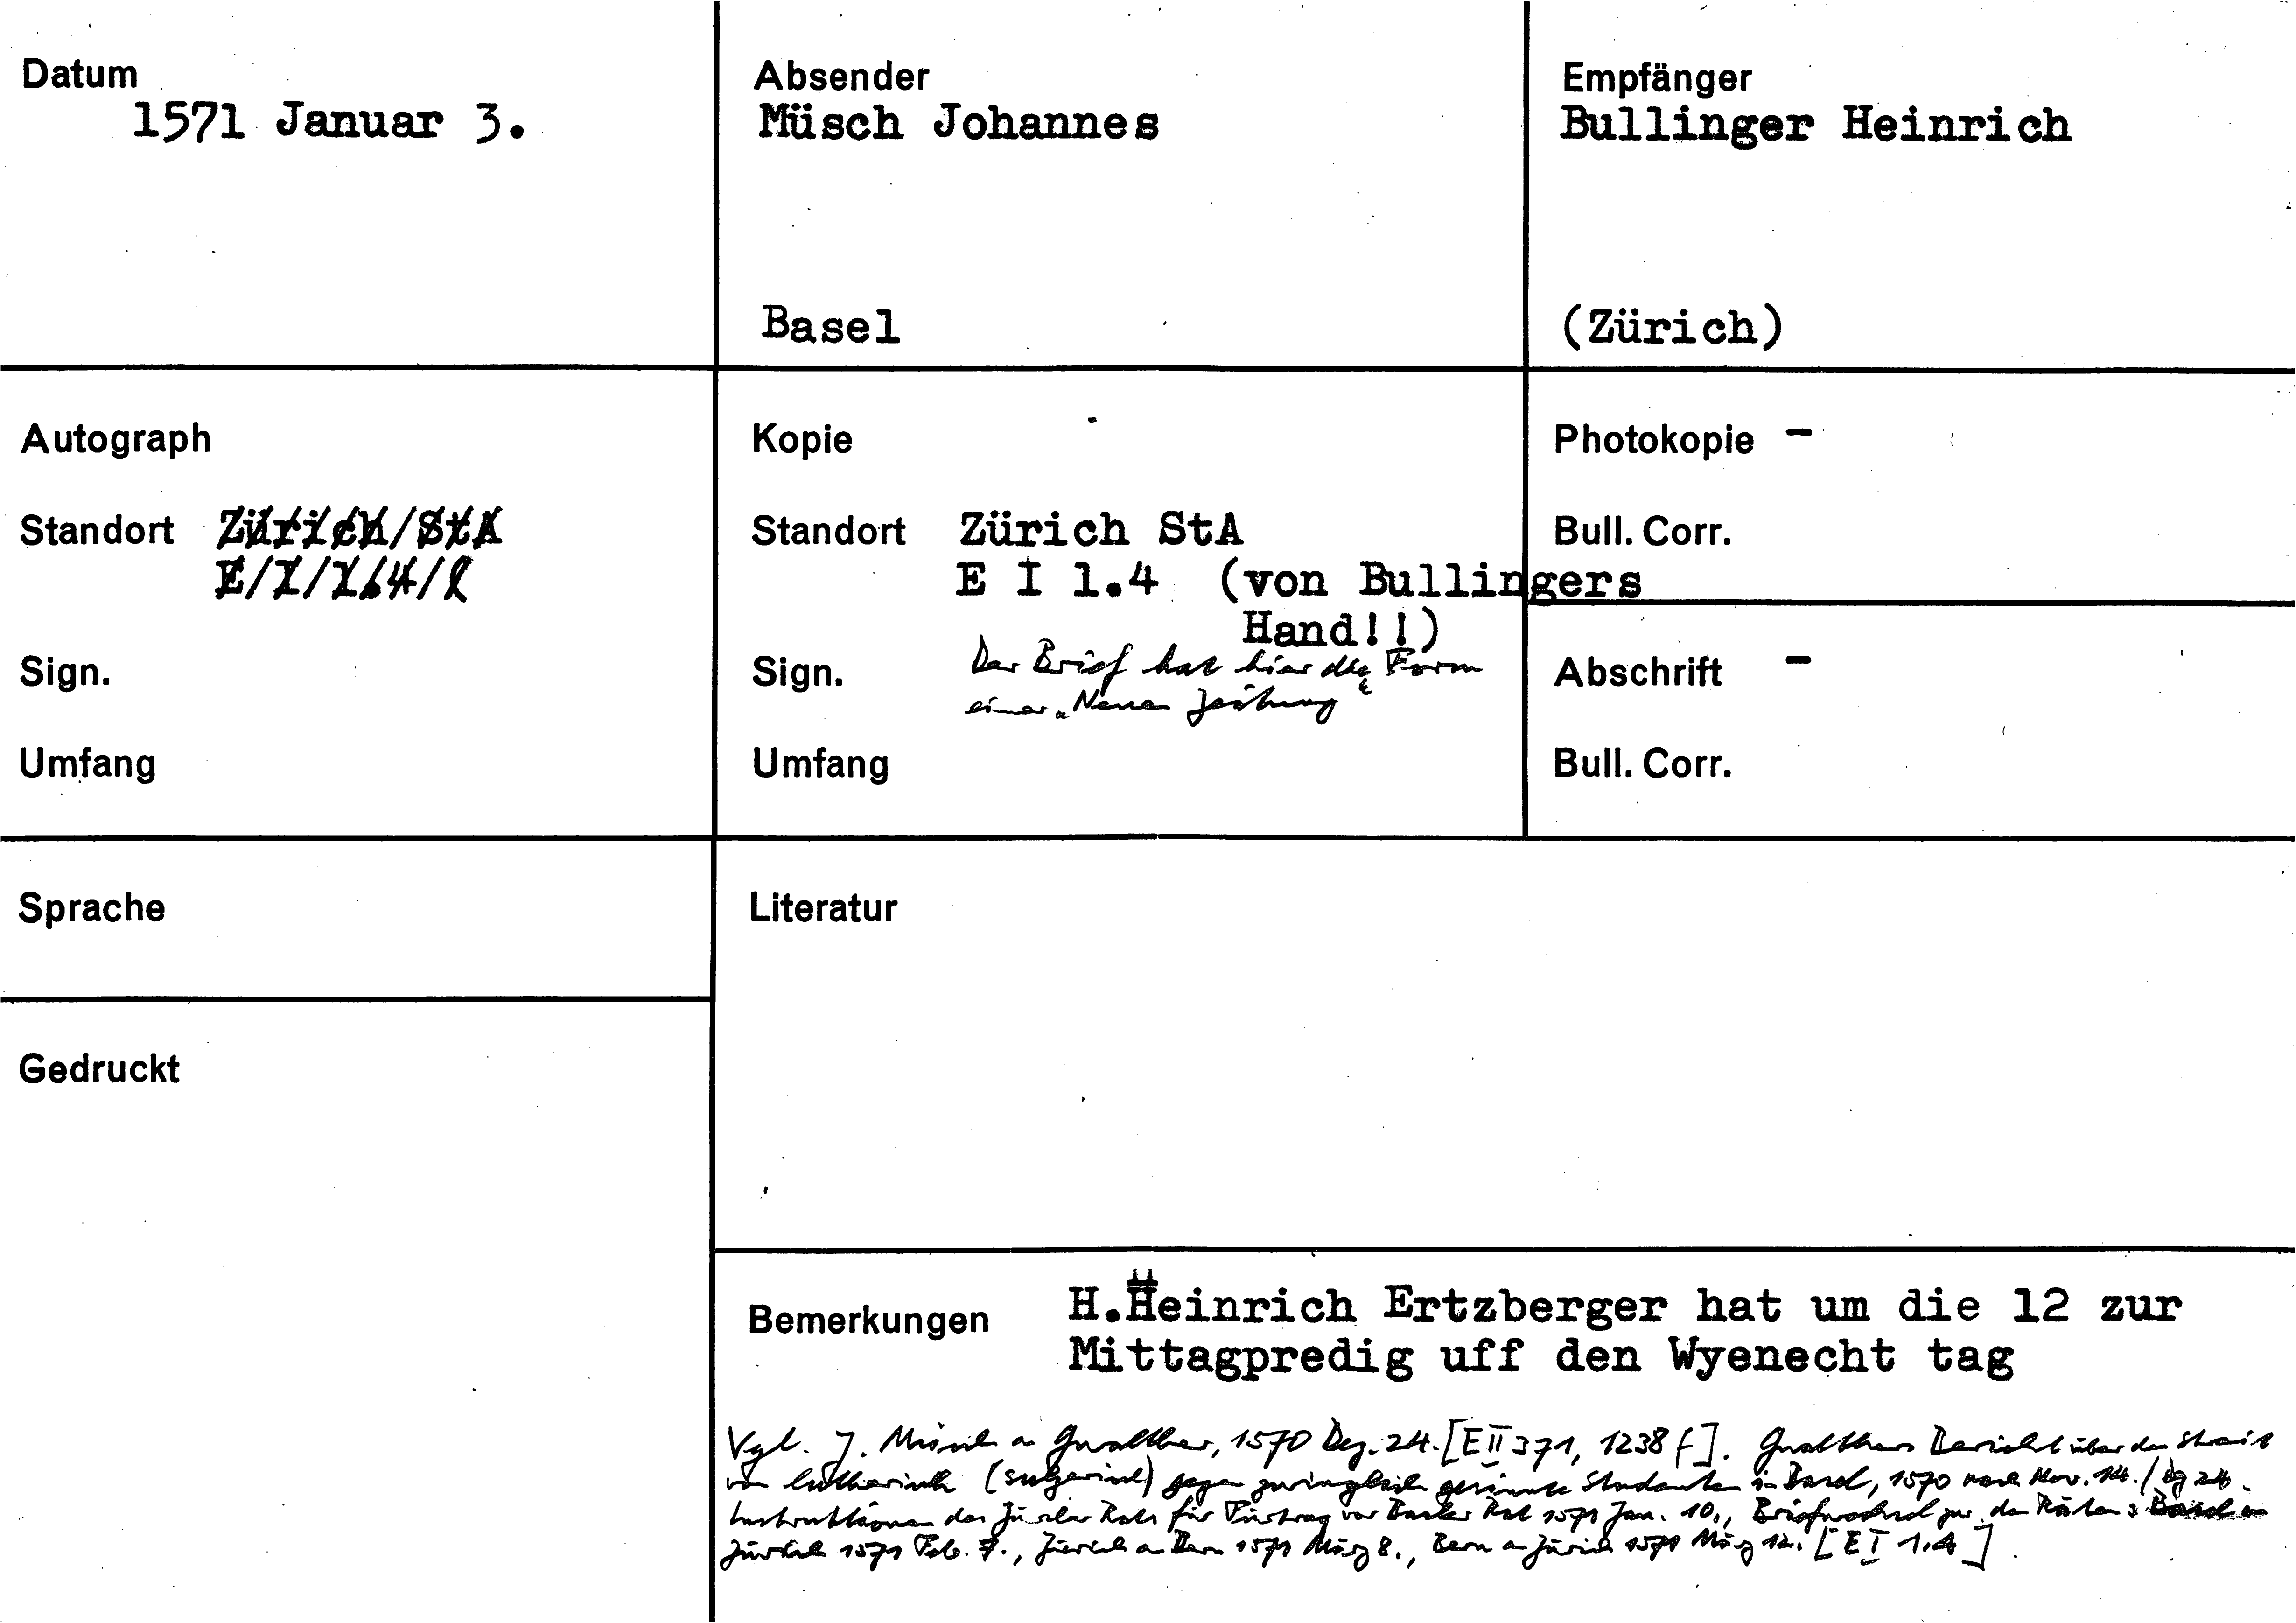 Datum
1571 Januar 3.
Absender
Müsch Johannes
Basel
Empfänger
Bullinger Heinrich
(Zürich)
Autograph
Standort Zürich/StA
E/I/1.4/
Sign.
Umfang
Kopie
Standort Zürich StA
E I 1.4 (von Bullingers
Hand!!)
Sign. Der Brief hat hier die Form
einer „Neuen Zeitung“
Umfang
Photokopie -
Bull. Corr.
Abschrift -
Bull. Corr.
Sprache
Gedruckt
Literatur
Bemerkungen H.Heinrich Ertzberger hat um die 12 zur
Mittagpredig uff den Wyenecht tag
Vgl. J. Müsch an Gwalther, 1570 Dez. 24. [E II 371, 1238 f]. Gwalthers Bericht über den Streit
von lutherisch (sulzerisch) gegen zwinglisch gesinnte Studenten in Basel, 1570 nach Nov. 14./ 24.
Instruktionen des Zürcher Rats für Fürtrag vor Basler Rat 1571 Jan. 10., Briefwechsel zw. den Räten :
Zürich 1571 Feb. 7., Zürich an Bern 1571 März 8., Bern an Zürich 1571 März 12. [E I 1.4]